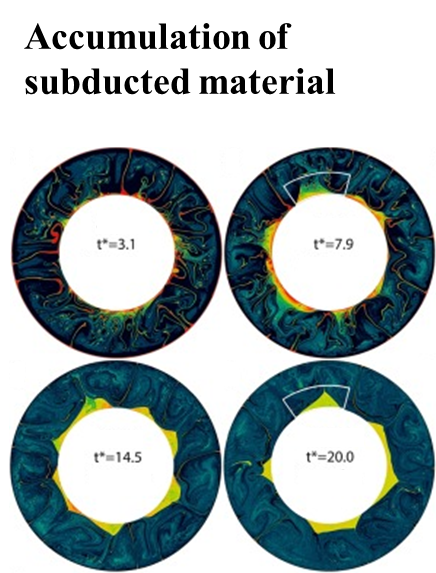 Accumulation of
subducted material
t*=3.1
t*=7.9
t*=14.5
t*=20.0